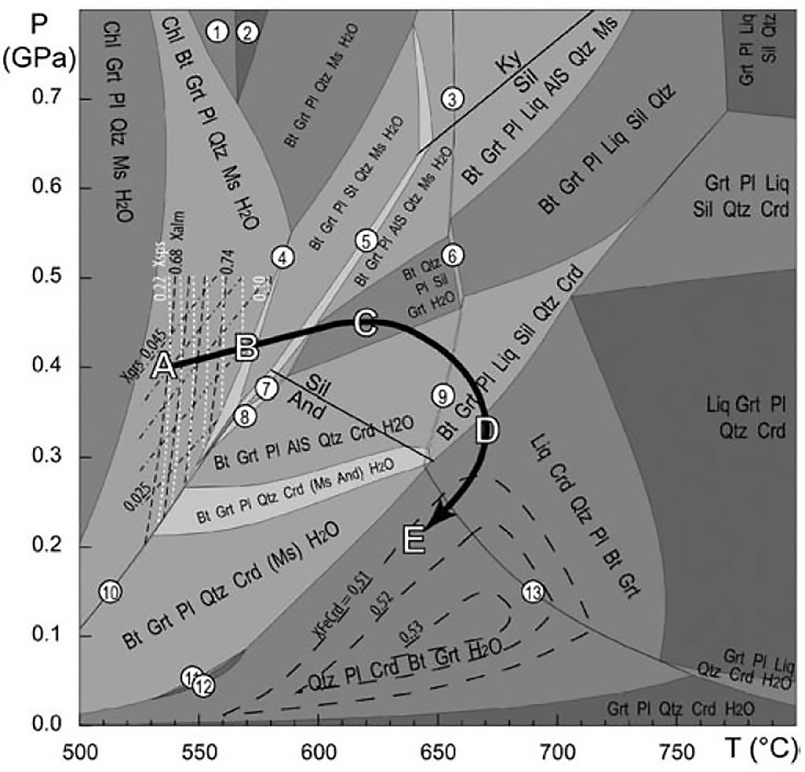 P
(GPa)
0.7
0.6
0.5
0.4
0.3
0.2
0.1
0.0
500
550
600
650
700
750
T (°C)
Chl Grt Pl Qtz Ms H2O
Chl Bt Grt Pl Qtz Ms H2O
1
2
Bt Grt Pl Qtz Ms H2O
Bt Grt Pl St Qtz Ms H2O
Bt Grt Pl AlS Qtz Ms H2O
Ky
Sil
3
Bt Grt Pl Liq AlS Qtz Ms
Bt Grt Pl Liq Sil Qtz
Grt Pl Liq
Sil Qtz
Grt Pl Liq
Sil Qtz Crd
4
5
6
Bt Qtz
Pl Sil
Grt H2O
0.22 Xsps
0.68 Xalm
0.74
0.10
Xgrs 0.045
0.025
A
B
C
D
E
7
8
9
Sil
And
Bt Grt Pl Liq Sil Qtz Crd
Bt Grt Pl AlS Qtz Crd H2O
Bt Grt Pl Qtz Crd (Ms And) H2O
Bt Grt Pl Qtz Crd (Ms) H2O
Liq Grt Pl
Qtz Crd
Liq Crd Qtz Pl Bt Grt
10
11
12
13
XFeCrd = 0.51
0.52
0.53
Qtz Pl Crd Bt Grt H2O
Grt Pl Liq
Qtz Crd H2O
Grt Pl Qtz Crd H2O